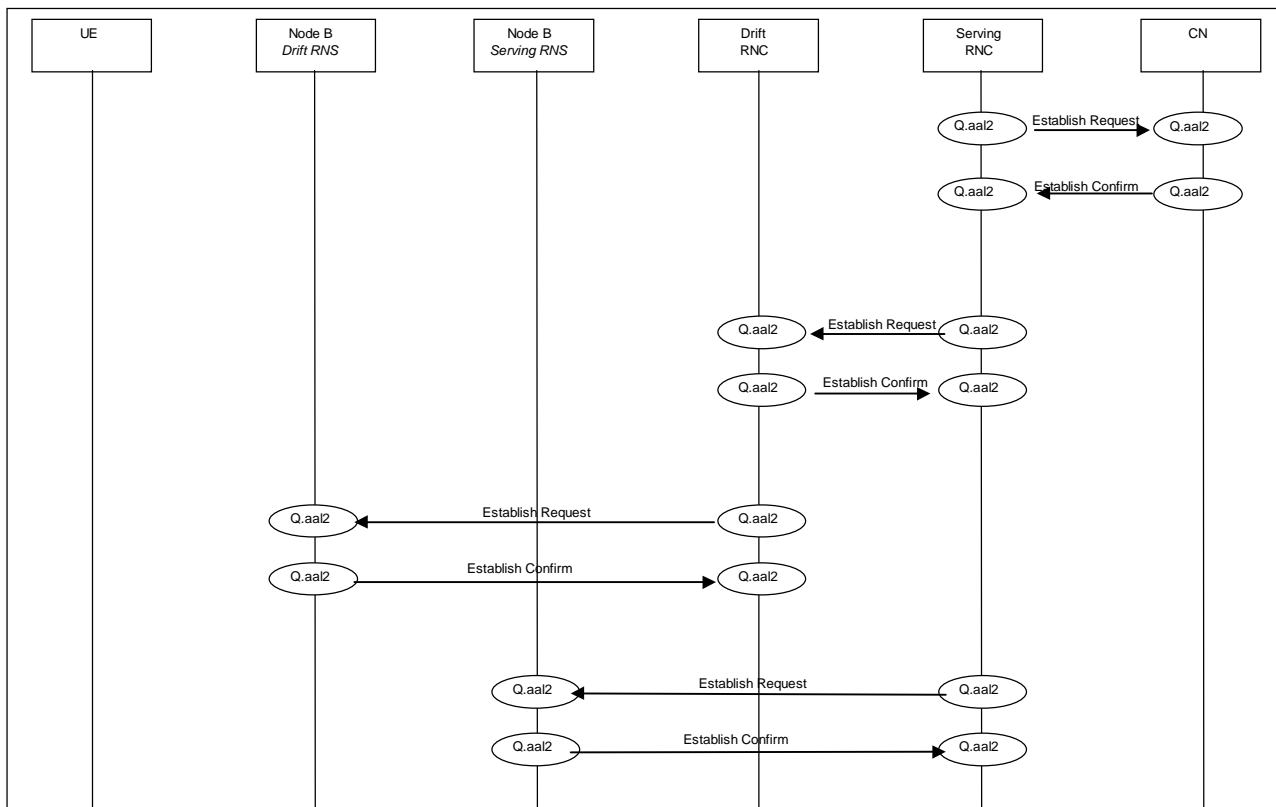 UE
Node B
Drift RNS
Node B
Serving RNS
Drift
RNC
Serving
RNC
CN
Q.aal2
Establish Request
Q.aal2
Q.aal2
Establish Confirm
Q.aal2
Q.aal2
Establish Request
Q.aal2
Q.aal2
Establish Confirm
Q.aal2
Q.aal2
Establish Request
Q.aal2
Q.aal2
Establish Confirm
Q.aal2
Q.aal2
Establish Request
Q.aal2
Q.aal2
Establish Confirm
Q.aal2